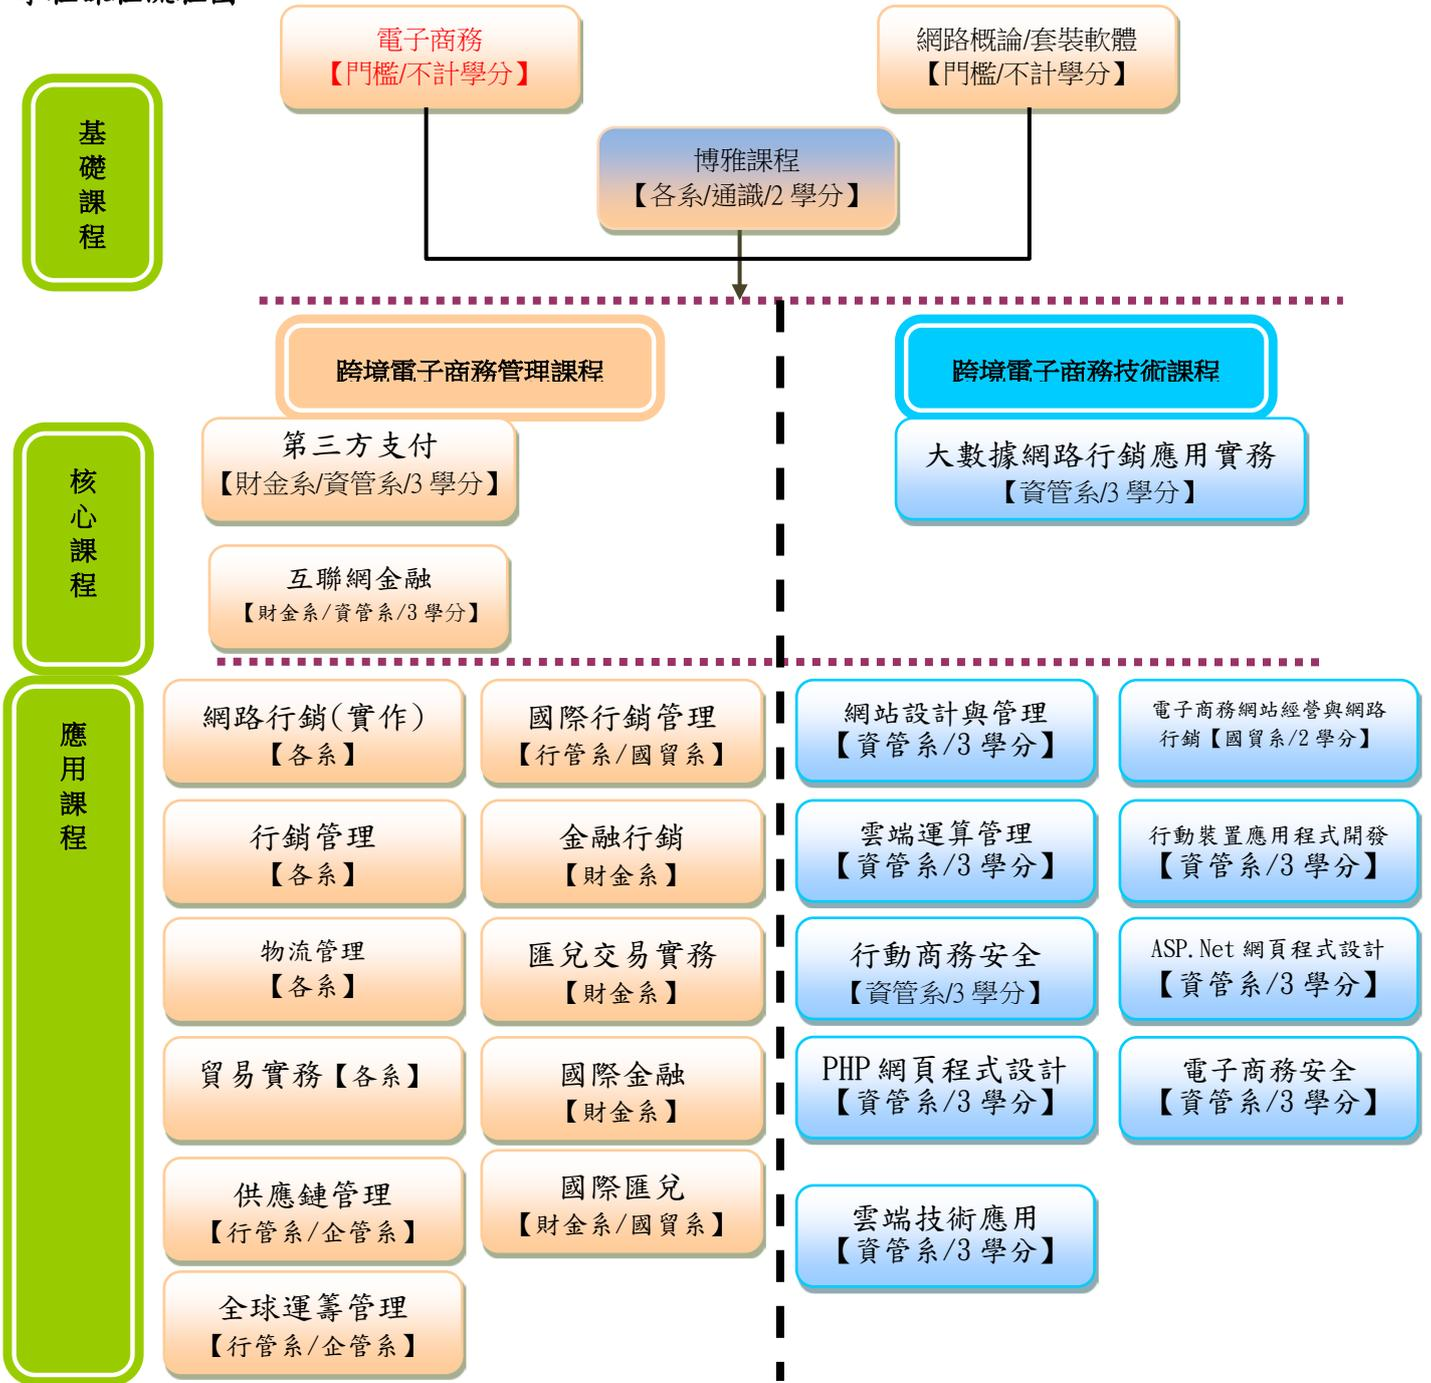 電子商務
【門檻/不計學分】
網路概論/套裝軟體
【門檻/不計學分】
基礎課程
博雅課程
【各系/通識/2 學分】
跨境電子商務管理課程
跨境電子商務技術課程
核心課程
第三方支付
【財金系/資管系/3 學分】
大數據網路行銷應用實務
【資管系/3 學分】
互聯網金融
【財金系/資管系/3 學分】
應用課程
網路行銷(實作)
【各系】
國際行銷管理
【行管系/國貿系】
網站設計與管理
【資管系/3 學分】
電子商務網站經營與網路
行銷【國貿系/2 學分】
行銷管理
【各系】
金融行銷
【財金系】
雲端運算管理
【資管系/3 學分】
行動裝置應用程式開發
【資管系/3 學分】
物流管理
【各系】
匯兌交易實務
【財金系】
行動商務安全
【資管系/3 學分】
ASP.Net 網頁程式設計
【資管系/3 學分】
貿易實務【各系】
國際金融
【財金系】
PHP 網頁程式設計
【資管系/3 學分】
電子商務安全
【資管系/3 學分】
供應鏈管理
【行管系/企管系】
國際匯兌
【財金系/國貿系】
雲端技術應用
【資管系/3 學分】
全球運籌管理
【行管系/企管系】